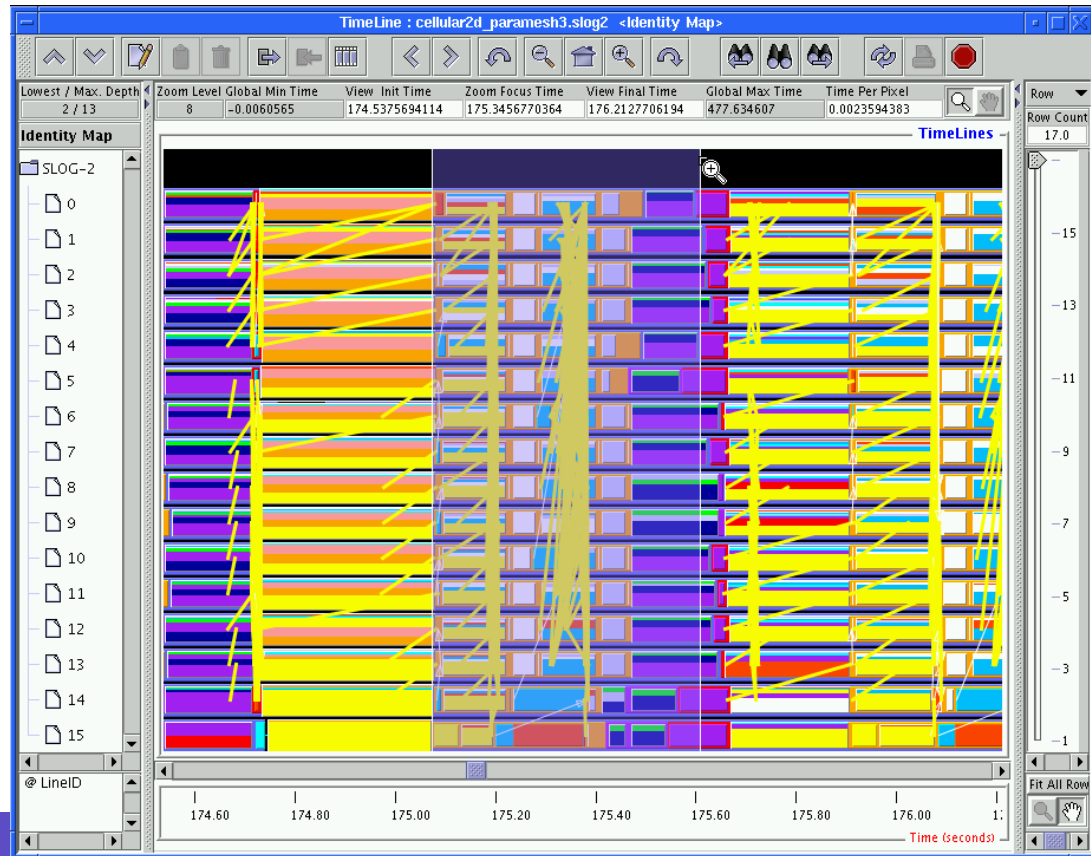 TimeLine : cellular2d_paramesh3.slog2 <Identity Map>
Lowest / Max. Depth
2 / 13
Zoom Level
8
Global Min Time
-0.0060565
View Init Time
174.5375694114
Zoom Focus Time
175.3456770364
View Final Time
176.2127706194
Global Max Time
477.634607
Time Per Pixel
0.0023594383
Row
Row Count
17.0
Identity Map
TimeLines
SLOG-2
0
1
2
3
4
5
6
7
8
9
10
11
12
13
14
15
15
13
11
9
7
5
3
1
@ LineID
Fit All Row
174.60
174.80
175.00
175.20
175.40
175.60
175.80
176.00
Time (seconds)